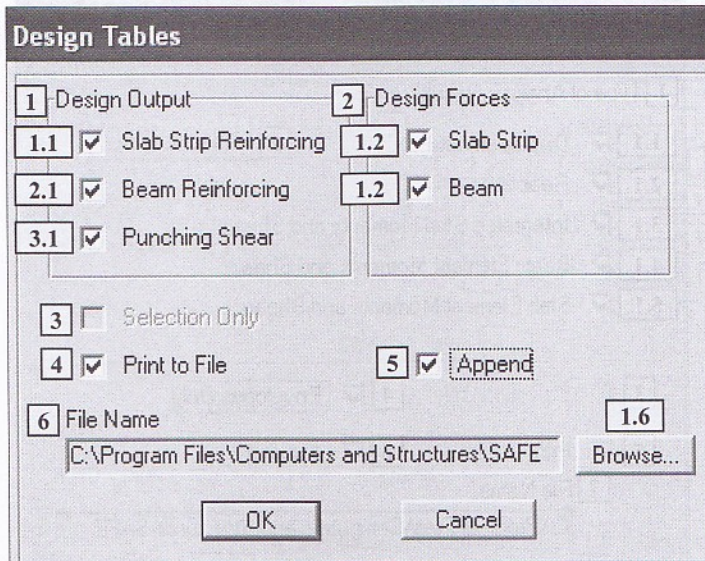 Design Tables
1 Design Output 2 Design Forces
1.1 Slab Strip Reinforcing 1.2 Slab Strip
2.1 Beam Reinforcing 1.2 Beam
3.1 Punching Shear
3 Selection Only
4 Print to File 5 Append
6 File Name 1.6
C:\Program Files\Computers and Structures\SAFE Browse...
OK Cancel